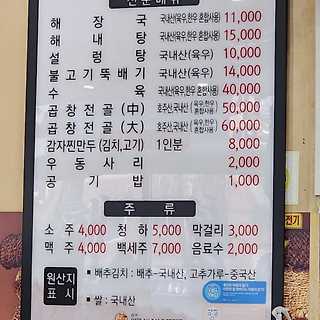 해 장 국 국내산(육우,한우 혼합사용) 11,000
해 내 탕 국내산(육우,한우 혼합사용) 15,000
설 렁 탕 국내산(육우) 10,000
불고기뚝배기 국내산(육우) 14,000
수 육 국내산(육우,한우 혼합사용) 40,000
곱창전골(中) 호주산,국내산(육우,한우 혼합사용) 50,000
곱창전골(大) 호주산,국내산(육우,한우 혼합사용) 60,000
감자찐만두(김치,고기) 1인분 8,000
우 동 사 리 2,000
공 기 밥 1,000
주 류
소 주 4,000 청 하 5,000 막걸리 3,000
맥 주 4,000 백세주 7,000 음료수 2,000
원산지 표 시
• 배추김치 : 배추-국내산, 고추가루-중국산
• 쌀 : 국내산